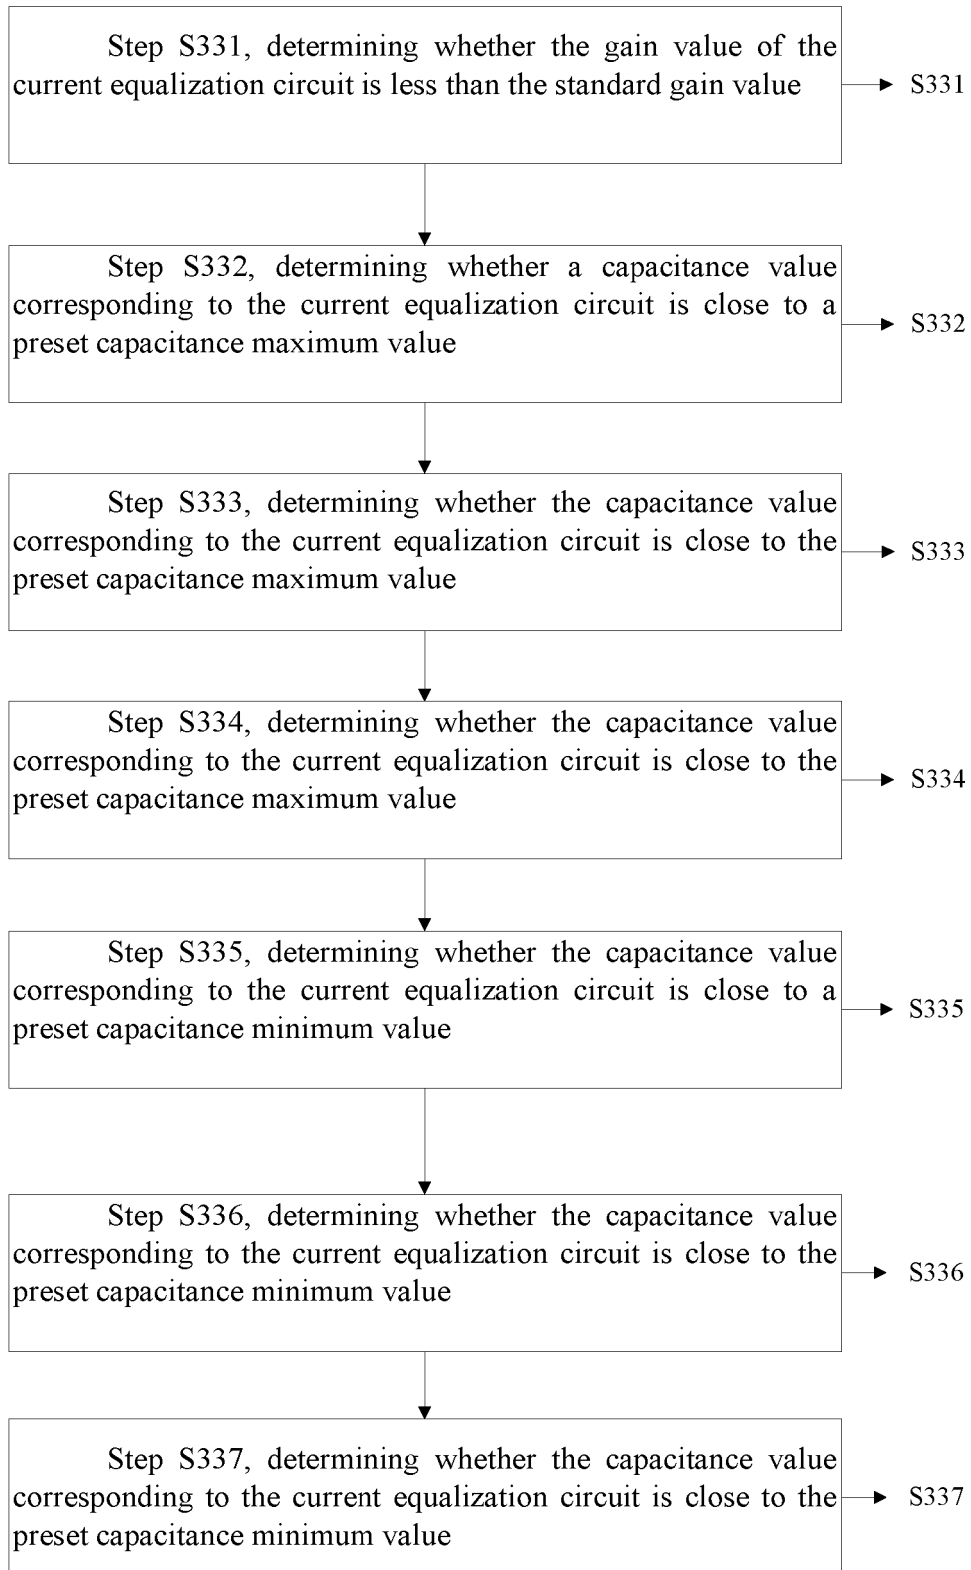 Step S331, determining whether the gain value of the
current equalization circuit is less than the standard gain value
S331
Step S332, determining whether a capacitance value
corresponding to the current equalization circuit is close to a
preset capacitance maximum value
S332
Step S333, determining whether the capacitance value
corresponding to the current equalization circuit is close to the
preset capacitance maximum value
S333
Step S334, determining whether the capacitance value
corresponding to the current equalization circuit is close to the
preset capacitance maximum value
S334
Step S335, determining whether the capacitance value
corresponding to the current equalization circuit is close to a
preset capacitance minimum value
S335
Step S336, determining whether the capacitance value
corresponding to the current equalization circuit is close to the
preset capacitance minimum value
S336
Step S337, determining whether the capacitance value
corresponding to the current equalization circuit is close to the
preset capacitance minimum value
S337